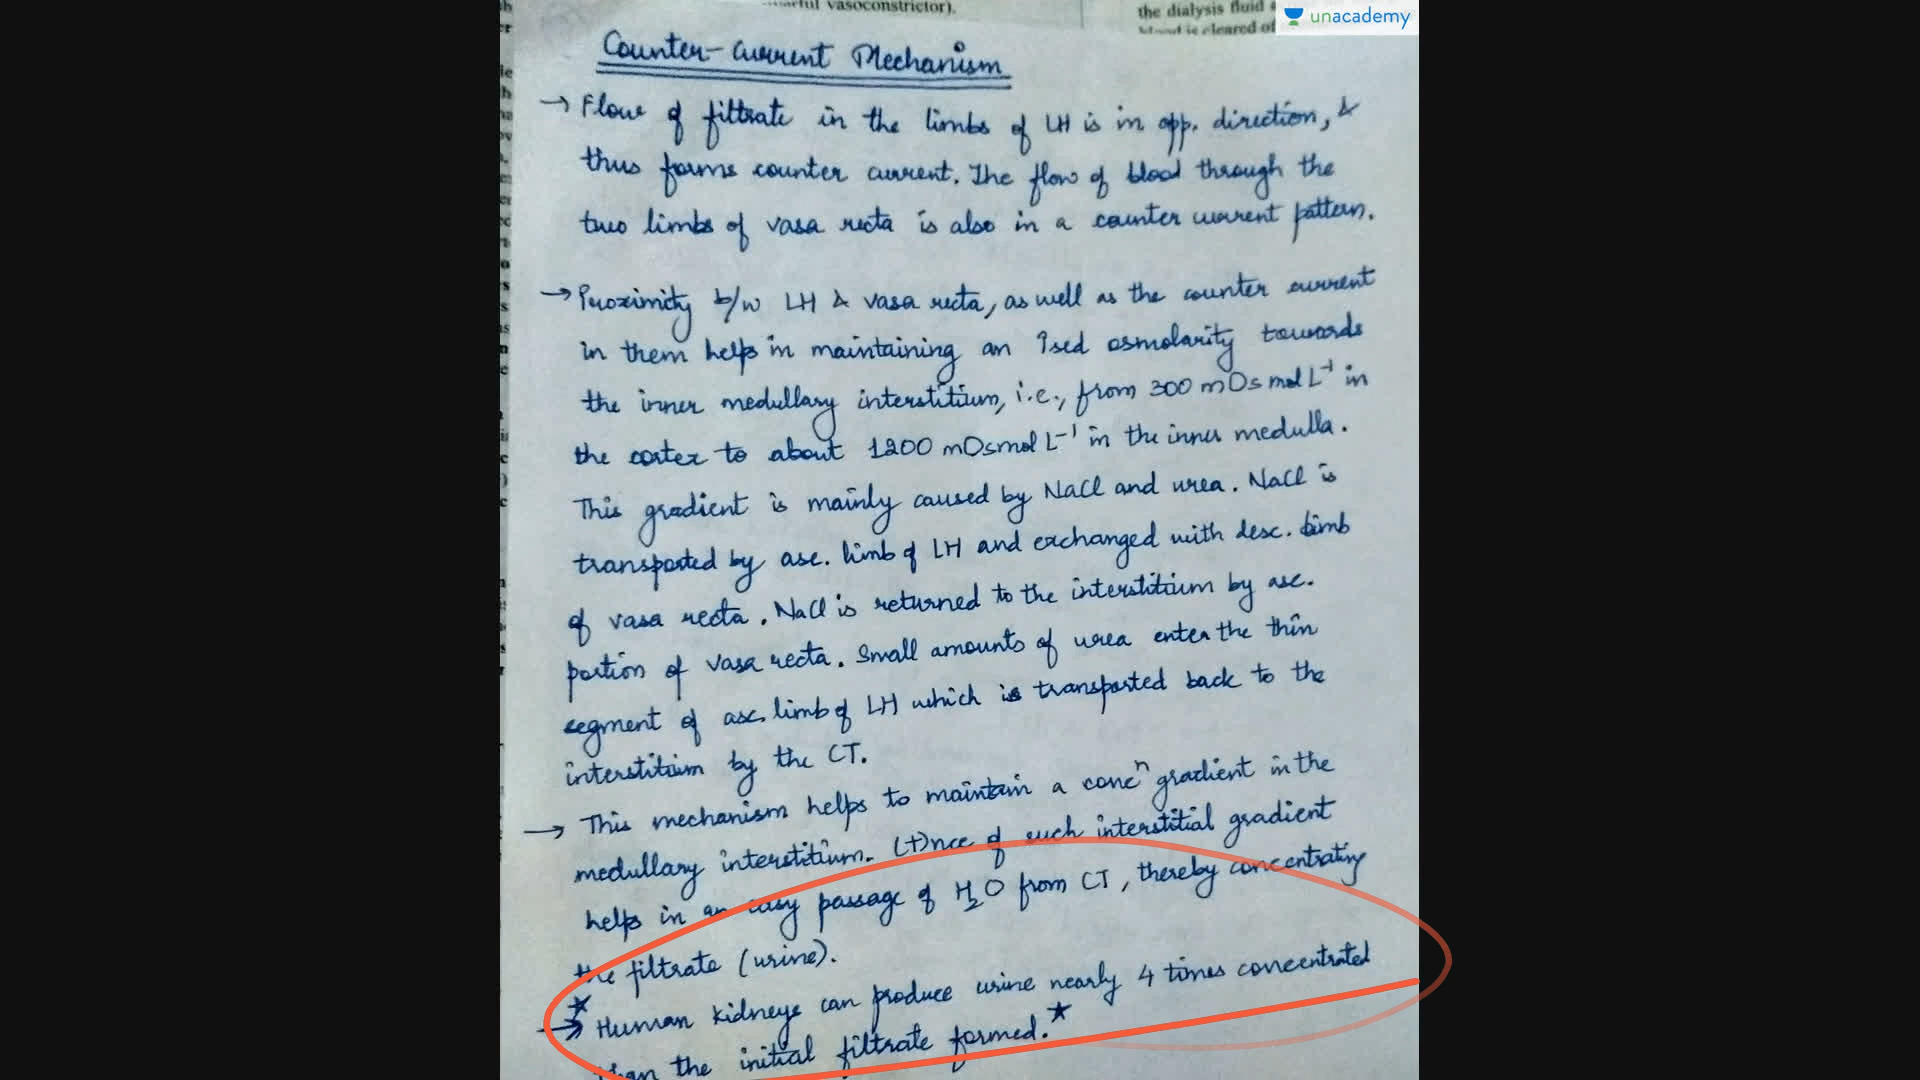 ful vasoconstrictor).
the dialysis fluid
is cleared of
unacademy
Counter-current Mechanism
→ Flow of filtrate in the limbs of LH is in opp. direction, &
thus forms counter current. The flow of blood through the
two limbs of vasa recta is also in a counter current pattern.
→ Proximity b/w LH & vasa recta, as well as the counter current
in them helps in maintaining an ↑sed osmolarity towards
the inner medullary interstitium, i.e., from 300 mOsmol L⁻¹ in
the cortex to about 1200 mOsmol L⁻¹ in the inner medulla.
This gradient is mainly caused by NaCl and urea. NaCl is
transported by asc. limb of LH and exchanged with desc. limb
of vasa recta. NaCl is returned to the interstitium by asc.
portion of vasa recta. Small amounts of urea enter the thin
segment of asc. limb of LH which is transported back to the
interstitium by the CT.
→ This mechanism helps to maintain a concⁿ gradient in the
medullary interstitium. (+)nce of such interstitial gradient
helps in an easy passage of H₂O from CT, thereby concentrating
the filtrate (urine).
★
→ Human kidneys can produce urine nearly 4 times concentrated
than the initial filtrate formed.★